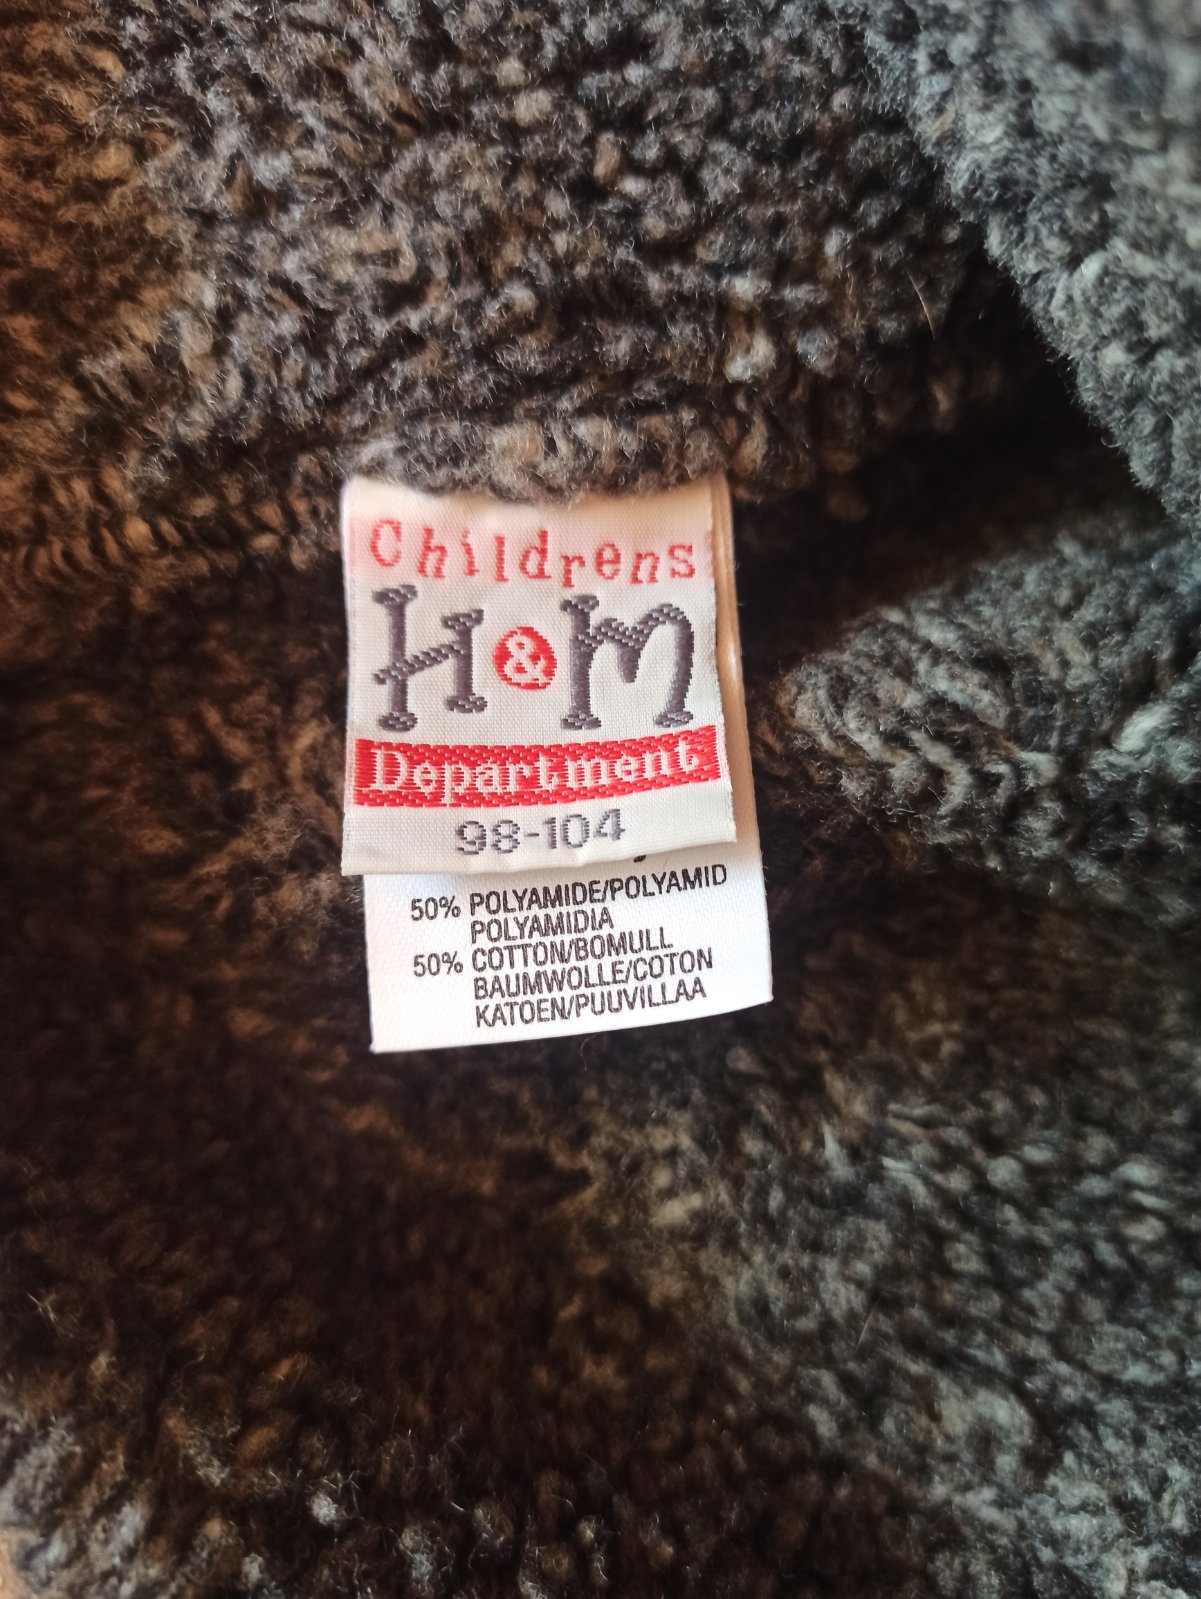 Childrens
H&M
Department
98-104
50% POLYAMIDE/POLYAMID
POLYAMIDIA
50% COTTON/BOMULL
BAUMWOLLE/COTON
KATOEN/PUUVILLAA